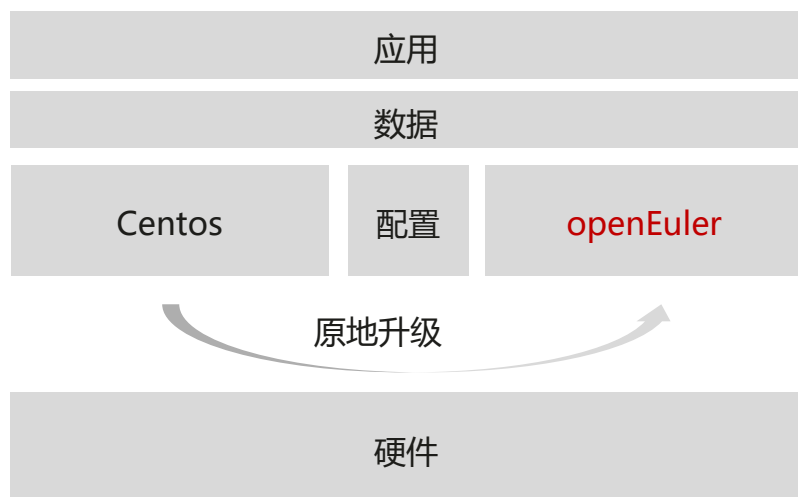 应用
数据
Centos
配置
openEuler
原地升级
硬件